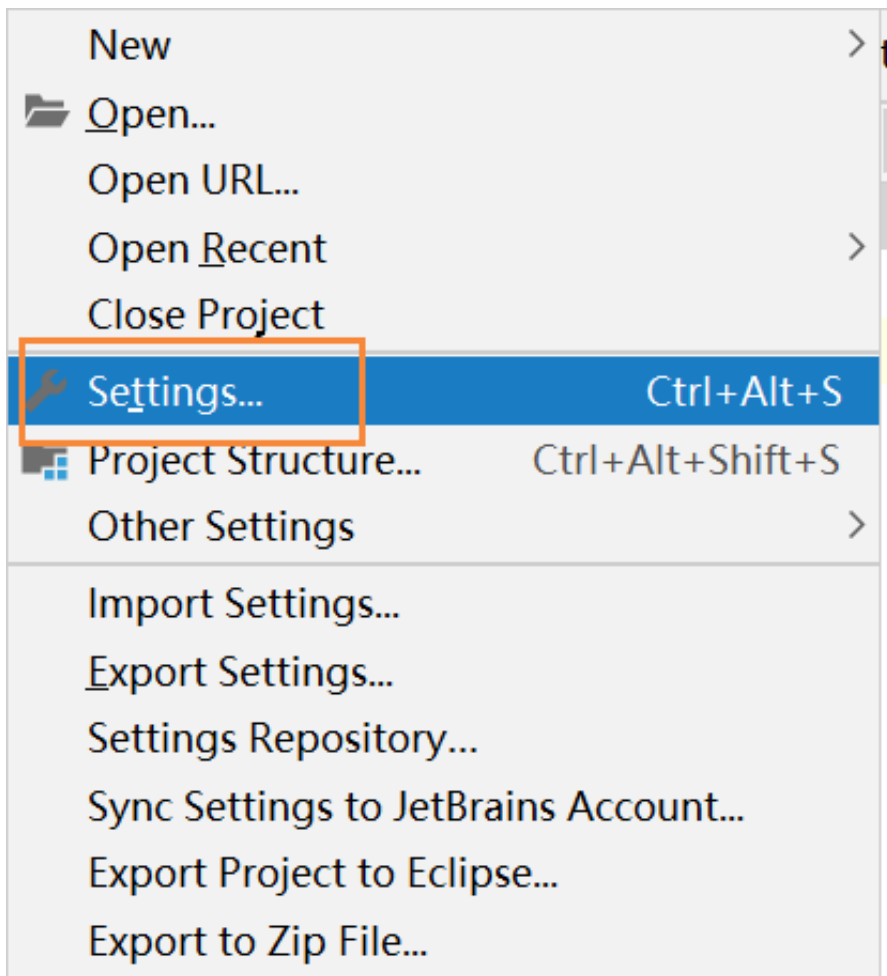 New
Open...
Open URL...
Open Recent
Close Project
Settings... Ctrl+Alt+S
Project Structure... Ctrl+Alt+Shift+S
Other Settings
Import Settings...
Export Settings...
Settings Repository...
Sync Settings to JetBrains Account...
Export Project to Eclipse...
Export to Zip File...